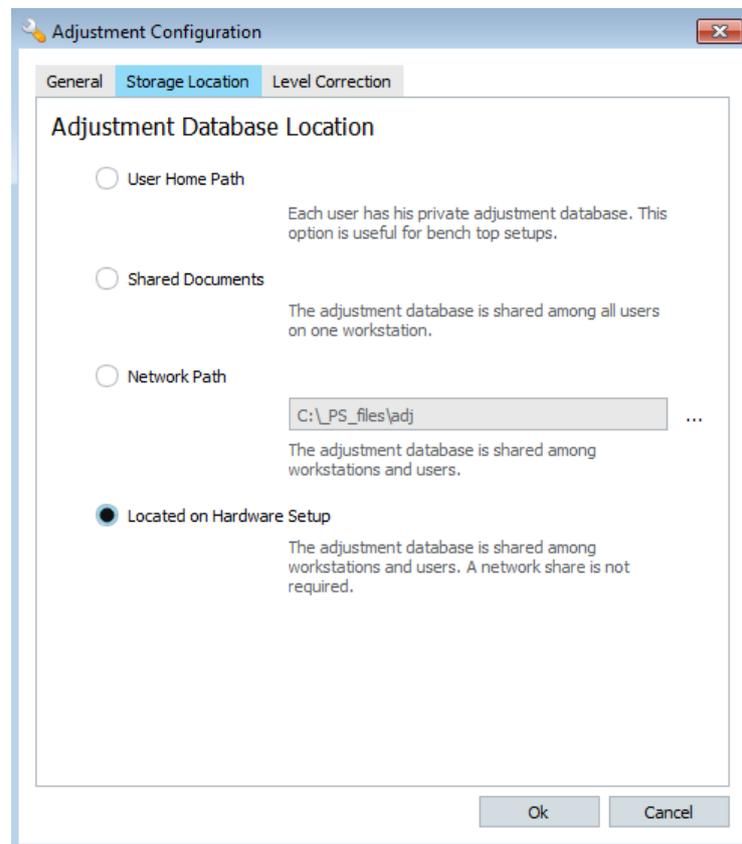 Adjustment Configuration
General Storage Location Level Correction
Adjustment Database Location
User Home Path
Each user has his private adjustment database. This
option is useful for bench top setups.
Shared Documents
The adjustment database is shared among all users
on one workstation.
Network Path
C:\_PS_files\adj
...
The adjustment database is shared among
workstations and users.
Located on Hardware Setup
The adjustment database is shared among
workstations and users. A network share is not
required.
Ok Cancel